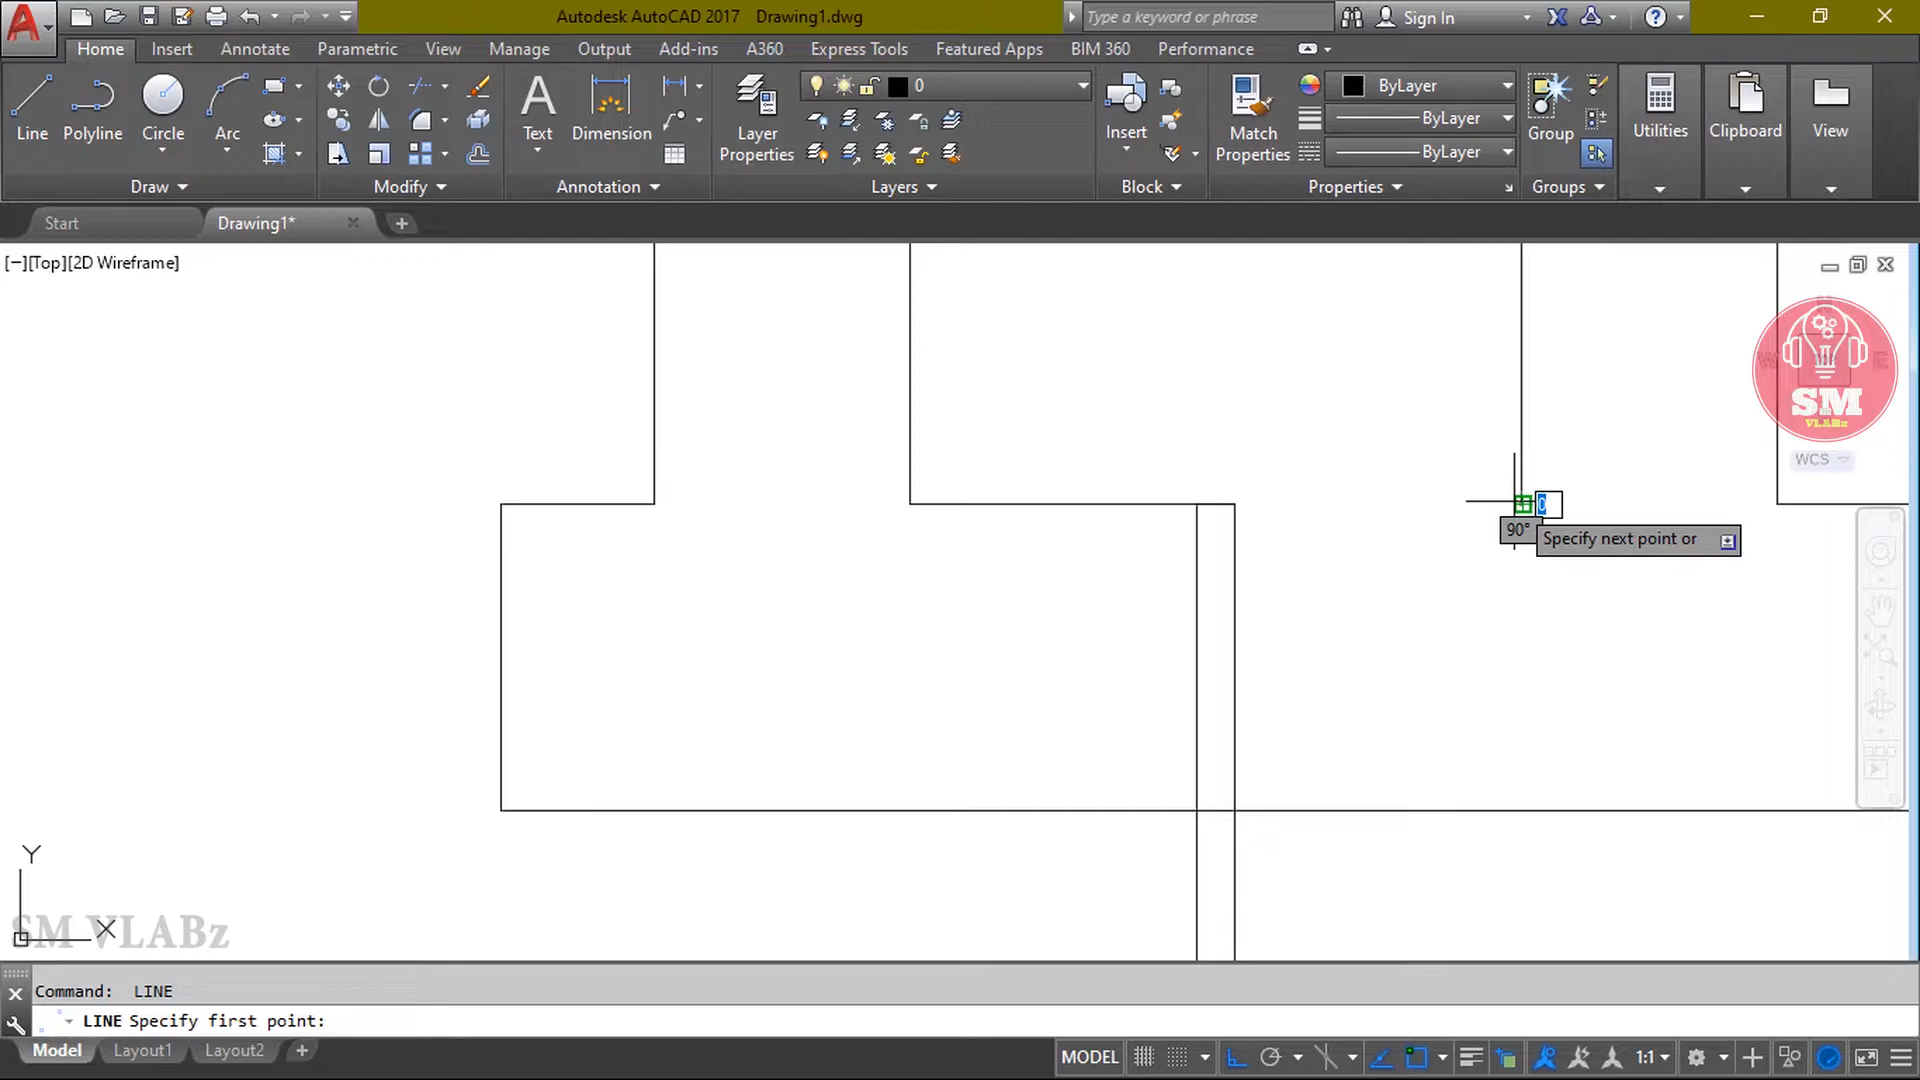 Autodesk AutoCAD 2017 Drawing1.dwg
Type a keyword or phrase
Sign In
Home Insert Annotate Parametric View Manage Output Add-ins A360 Express Tools Featured Apps BIM 360 Performance
Line Polyline Circle Arc
Text Dimension
Layer Properties
0
Insert
Match Properties
ByLayer
ByLayer
ByLayer
Group
Utilities
Clipboard
View
Draw Modify Annotation Layers Block Properties Groups
Start Drawing1*
[−][Top][2D Wireframe]
SM
VLABz
WCS
0
90°
Specify next point or
Y
X
SM VLABz
Command: LINE
LINE Specify first point:
Model Layout1 Layout2
MODEL 1:1